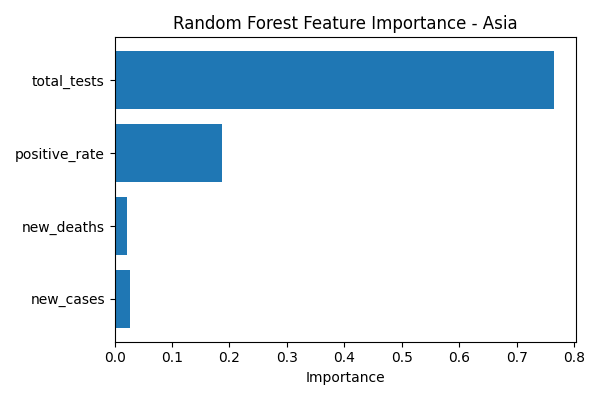 Random Forest Feature Importance - Asia
total_tests
positive_rate
new_deaths
new_cases
0.0 0.1 0.2 0.3 0.4 0.5 0.6 0.7 0.8
Importance